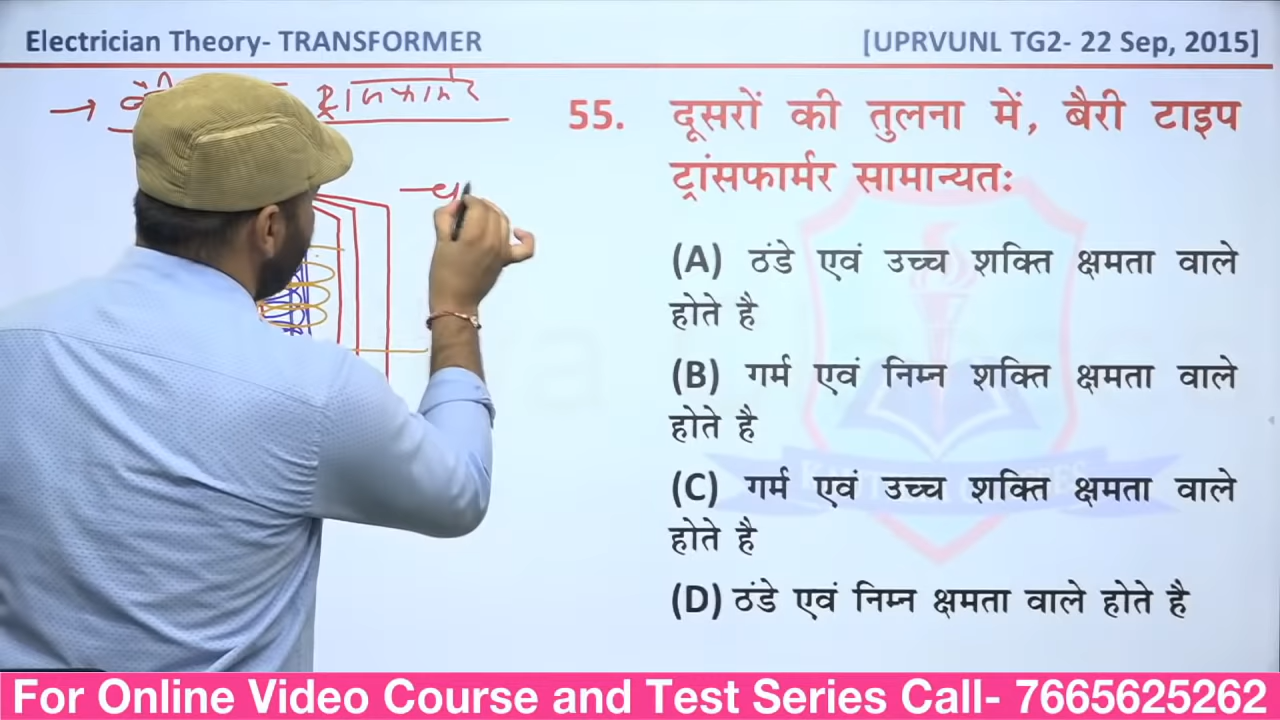 Electrician Theory- TRANSFORMER
[UPRVUNL TG2- 22 Sep, 2015]
ट्रांसफार्मर
55. दूसरों की तुलना में, बैरी टाइप
ट्रांसफार्मर सामान्यतः
(A) ठंडे एवं उच्च शक्ति क्षमता वाले
होते है
(B) गर्म एवं निम्न शक्ति क्षमता वाले
होते है
(C) गर्म एवं उच्च शक्ति क्षमता वाले
होते है
(D) ठंडे एवं निम्न क्षमता वाले होते है
For Online Video Course and Test Series Call- 7665625262